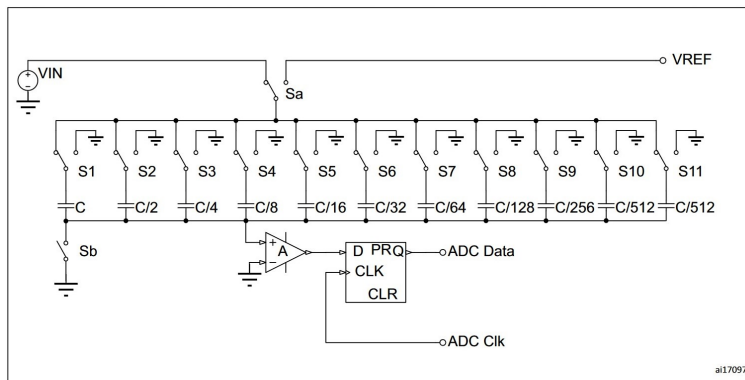 VIN
VREF
Sa
S1 S2 S3 S4 S5 S6 S7 S8 S9 S10 S11
C C/2 C/4 C/8 C/16 C/32 C/64 C/128 C/256 C/512 C/512
Sb
+
A
−
D PR Q
CLK
CLR
ADC Data
ADC Clk
ai17097